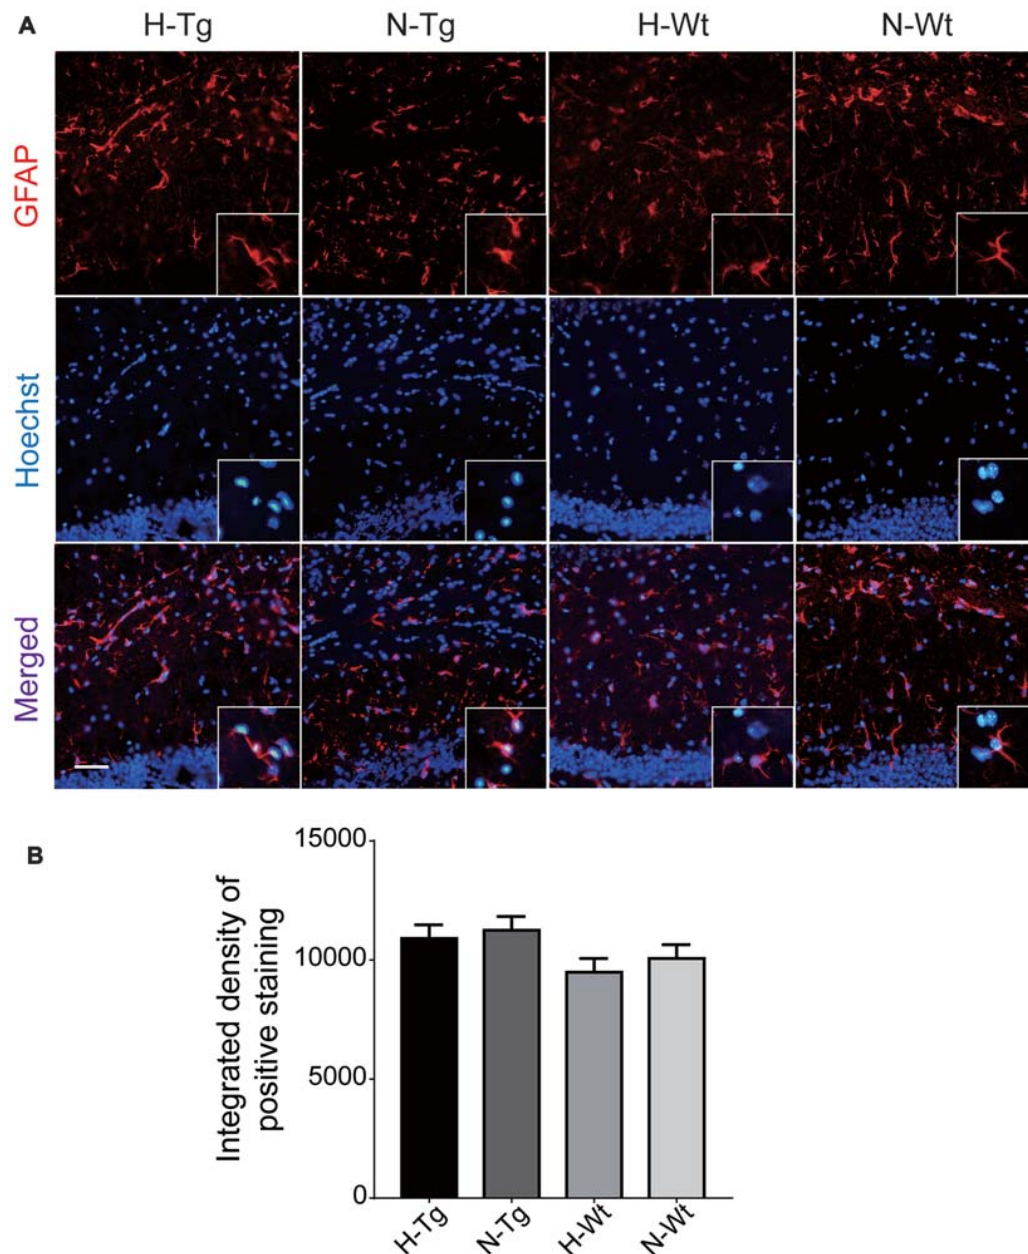 A
H-Tg
N-Tg
H-Wt
N-Wt
GFAP
Hoechst
Merged
B
Integrated density of
positive staining
15000
10000
5000
0
H-Tg
N-Tg
H-Wt
N-Wt